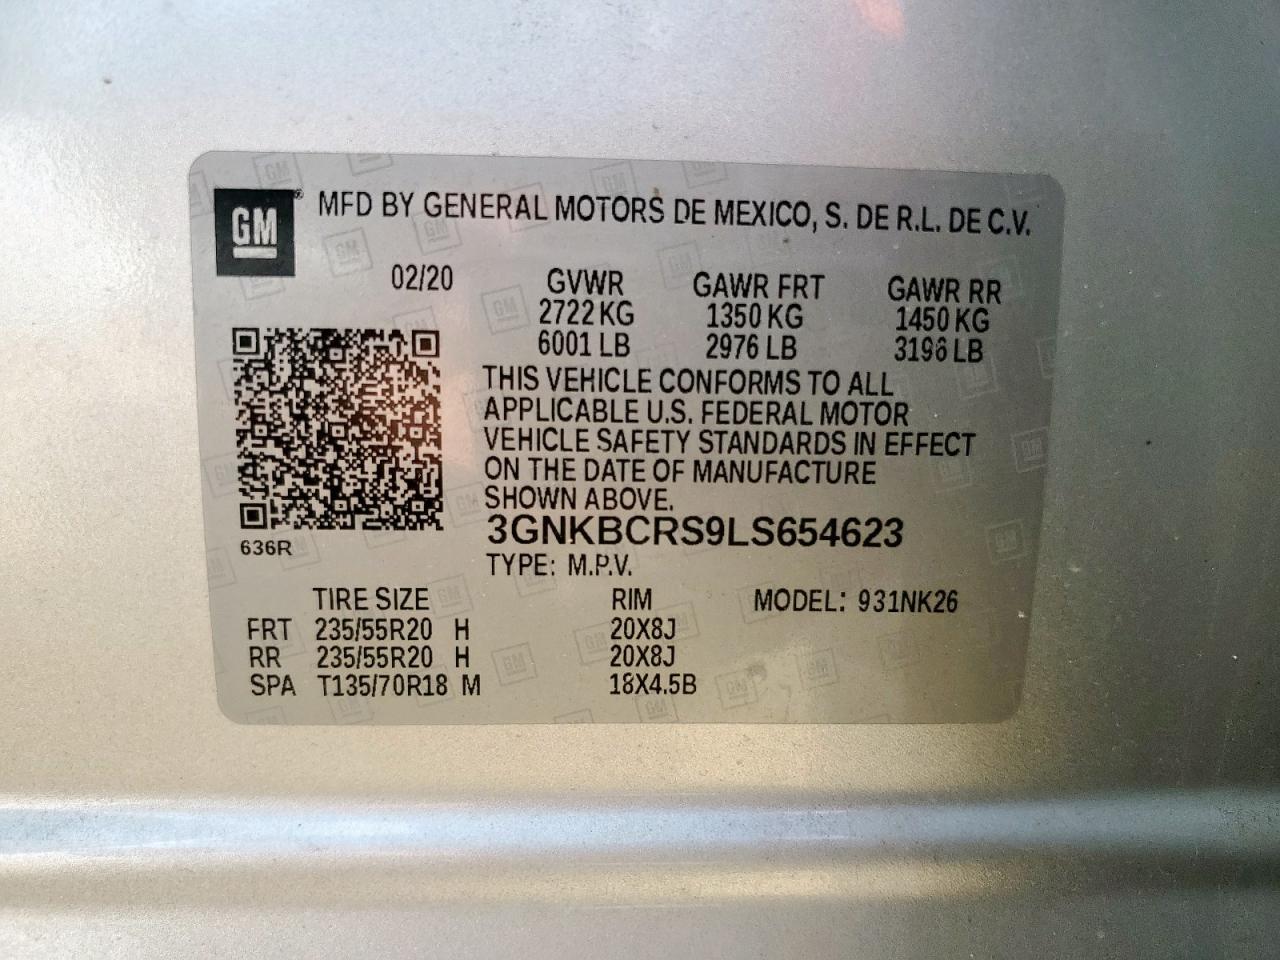 GM
MFD BY GENERAL MOTORS DE MEXICO, S. DE R.L. DE C.V.
02/20 GVWR GAWR FRT GAWR RR
2722 KG 1350 KG 1450 KG
6001 LB 2976 LB 3196 LB
THIS VEHICLE CONFORMS TO ALL
APPLICABLE U.S. FEDERAL MOTOR
VEHICLE SAFETY STANDARDS IN EFFECT
ON THE DATE OF MANUFACTURE
SHOWN ABOVE.
3GNKBCRS9LS654623
636R
TYPE: M.P.V.
TIRE SIZE RIM MODEL: 931NK26
FRT 235/55R20 H 20X8J
RR 235/55R20 H 20X8J
SPA T135/70R18 M 18X4.5B